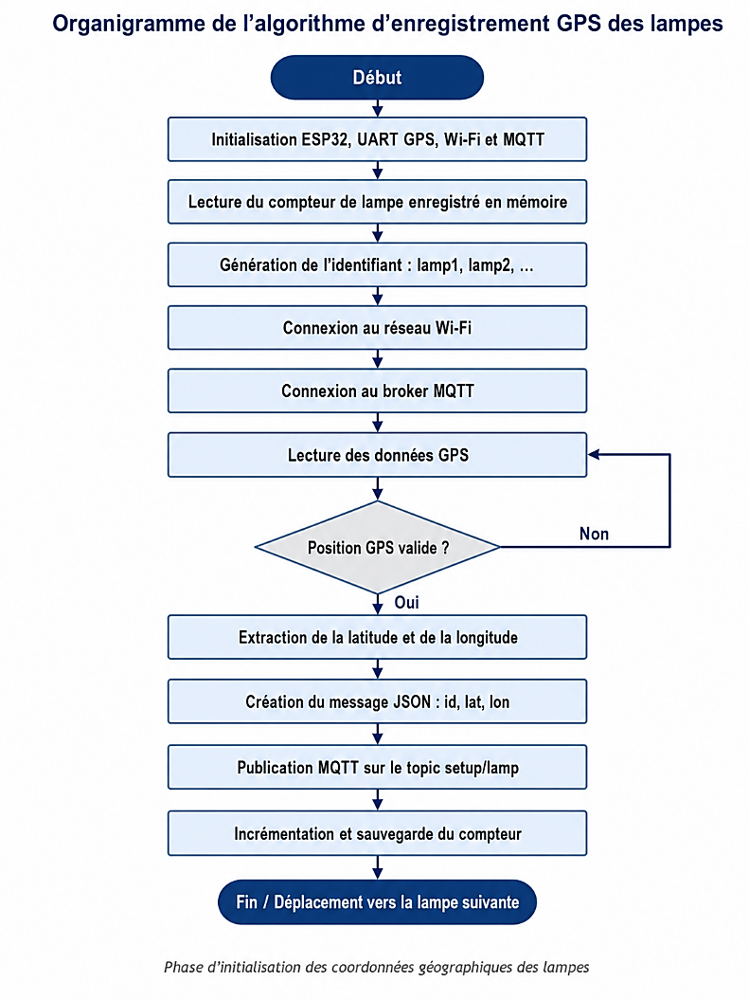 Organigramme de l’algorithme d’enregistrement GPS des lampes
Début
Initialisation ESP32, UART GPS, Wi-Fi et MQTT
Lecture du compteur de lampe enregistré en mémoire
Génération de l’identifiant : lamp1, lamp2, …
Connexion au réseau Wi-Fi
Connexion au broker MQTT
Lecture des données GPS
Position GPS valide ?
Non
Oui
Extraction de la latitude et de la longitude
Création du message JSON : id, lat, lon
Publication MQTT sur le topic setup/lamp
Incrémentation et sauvegarde du compteur
Fin / Déplacement vers la lampe suivante
Phase d’initialisation des coordonnées géographiques des lampes